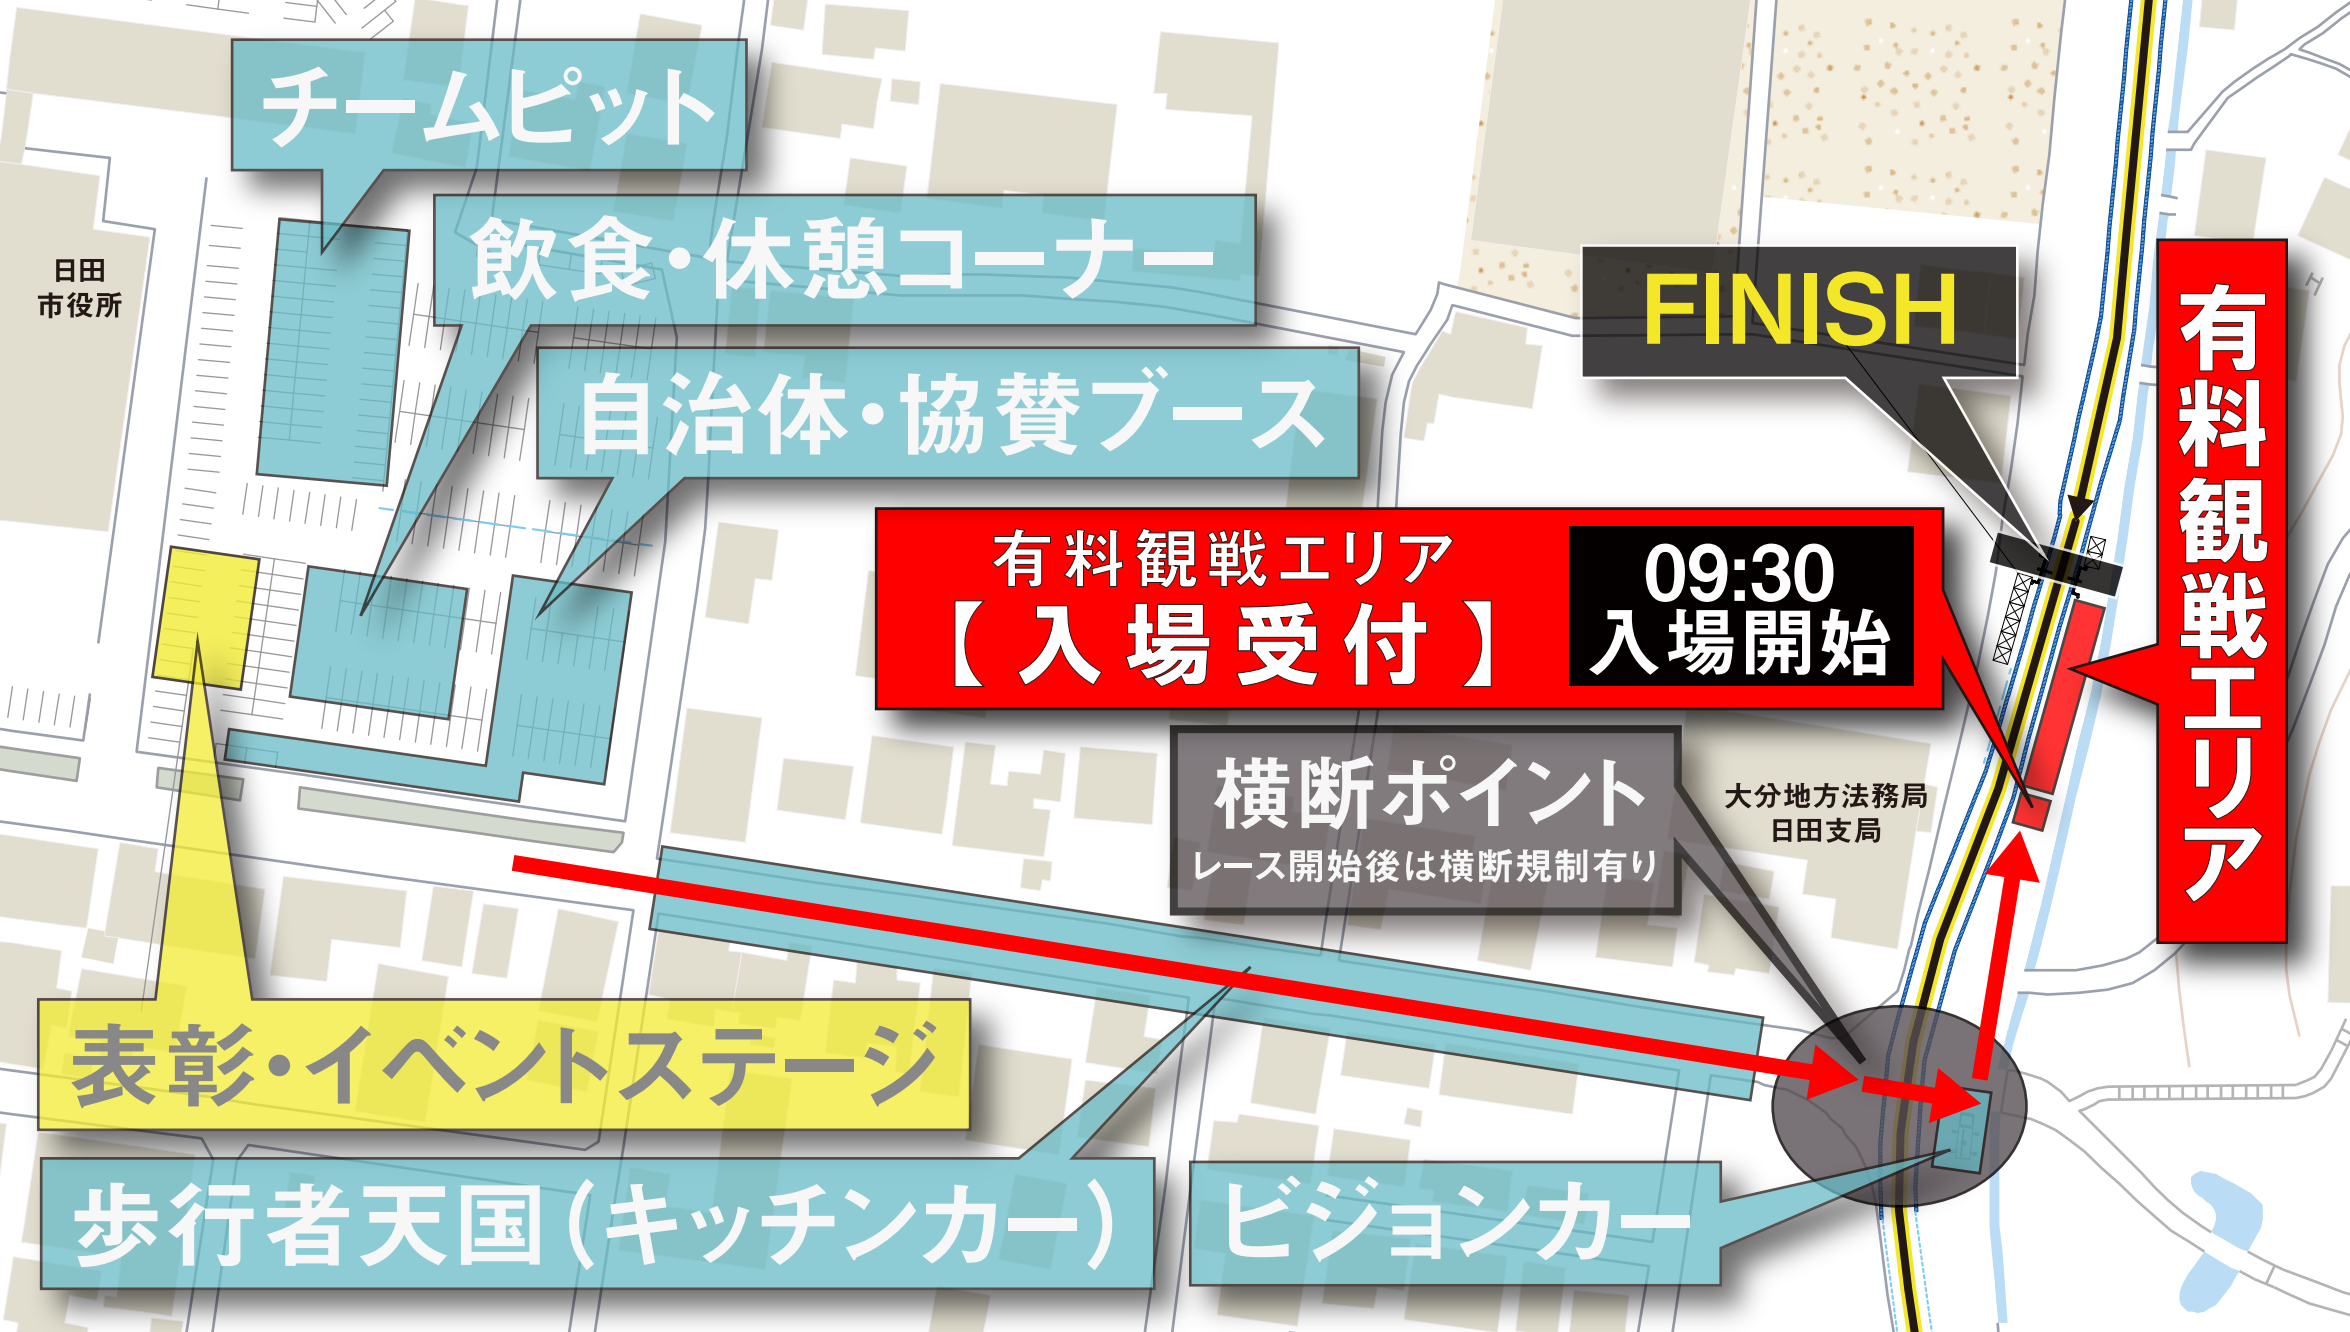 チームピット
飲食・休憩コーナー
自治体・協賛ブース
日田
市役所
FINISH
有料観戦エリア
有料観戦エリア
【入場受付】
09:30
入場開始
横断ポイント
レース開始後は横断規制有り
大分地方法務局
日田支局
表彰・イベントステージ
歩行者天国（キッチンカー）
ビジョンカー